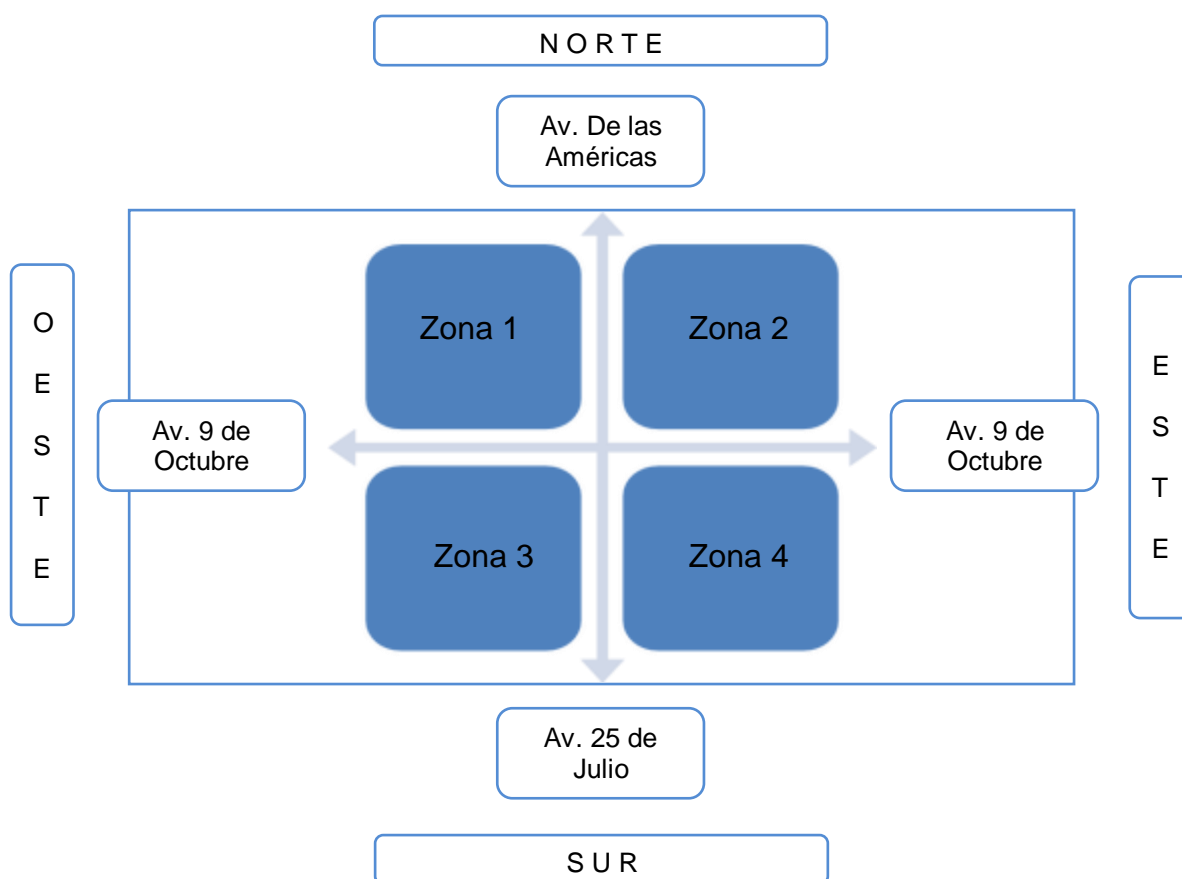 N O R T E
Av. De las
Américas
O
E
S
T
E
Zona 1
Zona 2
Av. 9 de
Octubre
Av. 9 de
Octubre
E
S
T
E
Zona 3
Zona 4
Av. 25 de
Julio
S U R